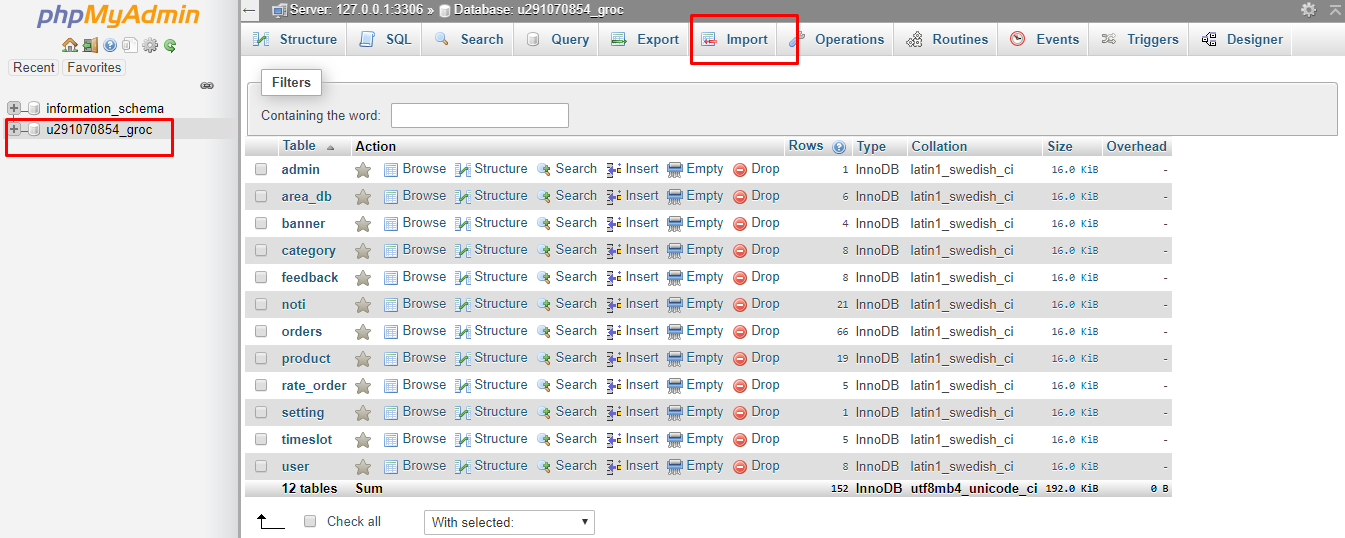 phpMyAdmin
Recent Favorites
information_schema
u291070854_groc
Server: 127.0.0.1:3306 » Database: u291070854_groc
Structure SQL Search Query Export Import Operations Routines Events Triggers Designer
Filters
Containing the word:
Table Action Rows Type Collation Size Overhead
admin Browse Structure Search Insert Empty Drop 1 InnoDB latin1_swedish_ci 16.0 KiB -
area_db Browse Structure Search Insert Empty Drop 6 InnoDB latin1_swedish_ci 16.0 KiB -
banner Browse Structure Search Insert Empty Drop 4 InnoDB latin1_swedish_ci 16.0 KiB -
category Browse Structure Search Insert Empty Drop 8 InnoDB latin1_swedish_ci 16.0 KiB -
feedback Browse Structure Search Insert Empty Drop 8 InnoDB latin1_swedish_ci 16.0 KiB -
noti Browse Structure Search Insert Empty Drop 21 InnoDB latin1_swedish_ci 16.0 KiB -
orders Browse Structure Search Insert Empty Drop 66 InnoDB latin1_swedish_ci 16.0 KiB -
product Browse Structure Search Insert Empty Drop 19 InnoDB latin1_swedish_ci 16.0 KiB -
rate_order Browse Structure Search Insert Empty Drop 5 InnoDB latin1_swedish_ci 16.0 KiB -
setting Browse Structure Search Insert Empty Drop 1 InnoDB latin1_swedish_ci 16.0 KiB -
timeslot Browse Structure Search Insert Empty Drop 5 InnoDB latin1_swedish_ci 16.0 KiB -
user Browse Structure Search Insert Empty Drop 8 InnoDB latin1_swedish_ci 16.0 KiB -
12 tables Sum 152 InnoDB utf8mb4_unicode_ci 192.0 KiB 0 B
Check all With selected: